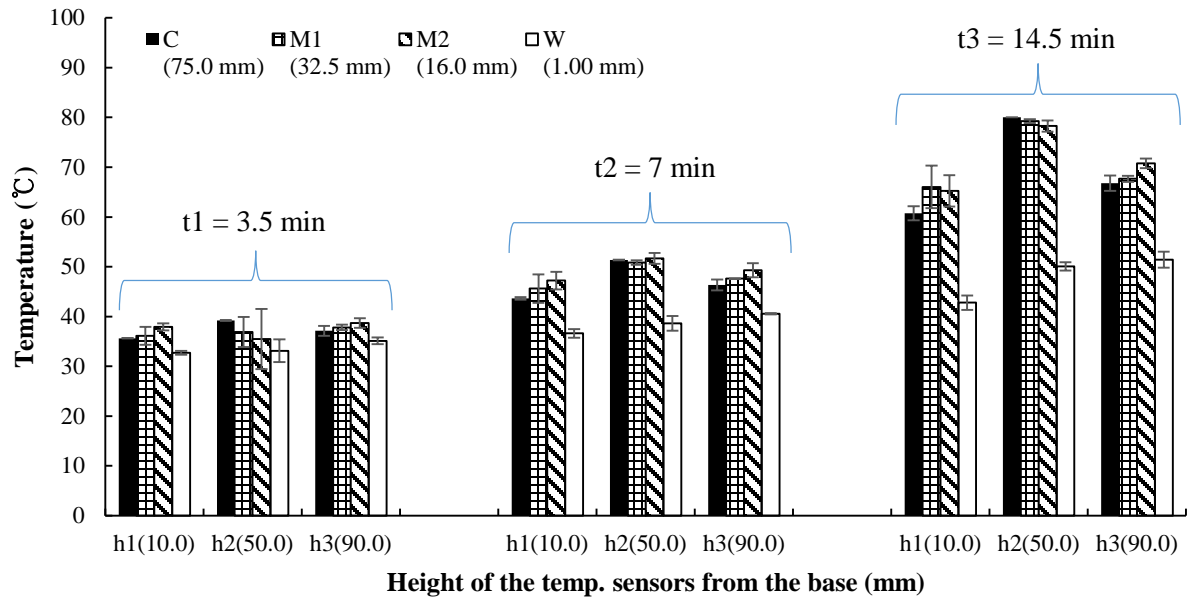 100
90
80
70
60
50
40
30
20
10
0
Temperature (℃)
C M1 M2 W
(75.0 mm) (32.5 mm) (16.0 mm) (1.00 mm)
t1 = 3.5 min
t2 = 7 min
t3 = 14.5 min
h1(10.0) h2(50.0) h3(90.0) h1(10.0) h2(50.0) h3(90.0) h1(10.0) h2(50.0) h3(90.0)
Height of the temp. sensors from the base (mm)